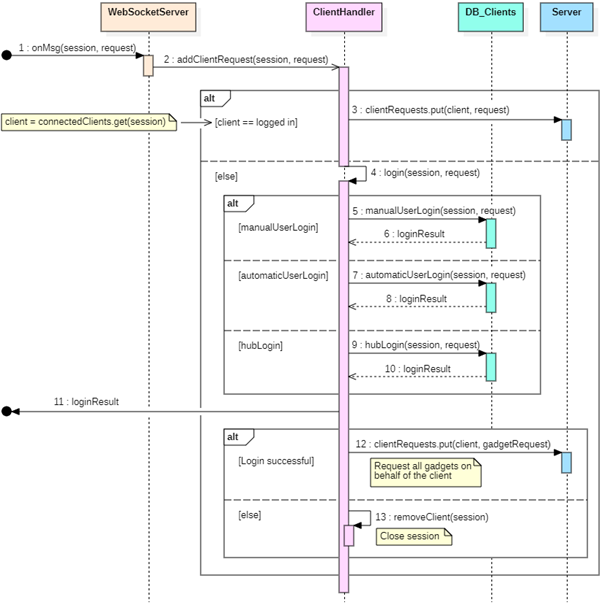 WebSocketServer
ClientHandler
DB_Clients
Server
1 : onMsg(session, request)
2 : addClientRequest(session, request)
alt
3 : clientRequests.put(client, request)
client = connectedClients.get(session)
[client == logged in]
[else]
4 : login(session, request)
alt
5 : manualUserLogin(session, request)
[manualUserLogin]
6 : loginResult
[automaticUserLogin]
7 : automaticUserLogin(session, request)
8 : loginResult
[hubLogin]
9 : hubLogin(session, request)
10 : loginResult
11 : loginResult
alt
12 : clientRequests.put(client, gadgetRequest)
[Login successful]
Request all gadgets on
behalf of the client
[else]
13 : removeClient(session)
Close session